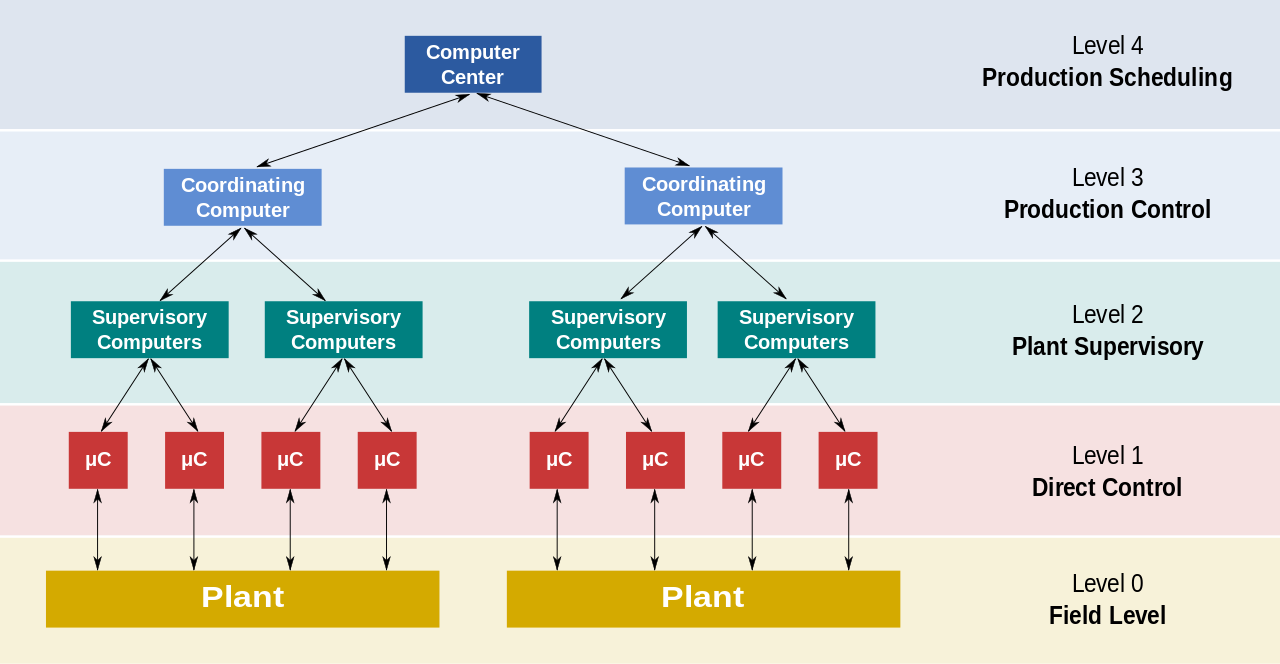 Computer
Center
Level 4
Production Scheduling
Coordinating
Computer
Coordinating
Computer
Level 3
Production Control
Supervisory
Computers
Supervisory
Computers
Supervisory
Computers
Supervisory
Computers
Level 2
Plant Supervisory
µC
µC
µC
µC
µC
µC
µC
µC
Level 1
Direct Control
Plant
Plant
Level 0
Field Level